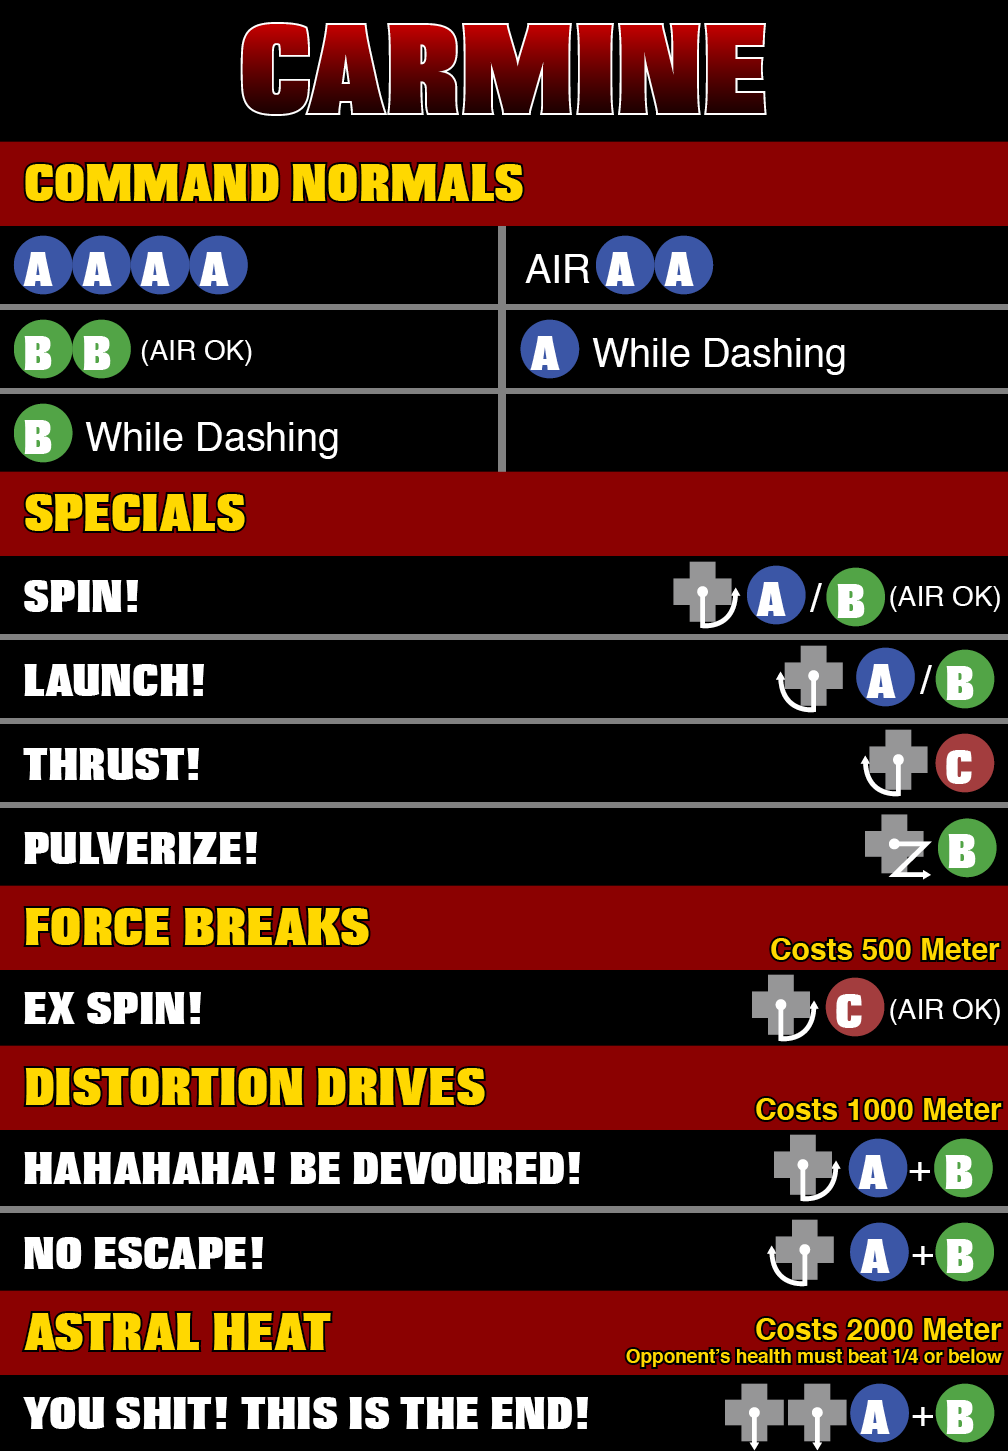 CARMINE
COMMAND NORMALS
A A A A
AIR A A
B B (AIR OK)
A While Dashing
B While Dashing
SPECIALS
SPIN! A / B (AIR OK)
LAUNCH! A / B
THRUST! C
PULVERIZE! B
FORCE BREAKS
Costs 500 Meter
EX SPIN! C (AIR OK)
DISTORTION DRIVES
Costs 1000 Meter
HAHAHAHA! BE DEVOURED! A + B
NO ESCAPE! A + B
ASTRAL HEAT
Costs 2000 Meter
Opponent's health must beat 1/4 or below
YOU SHIT! THIS IS THE END! A + B